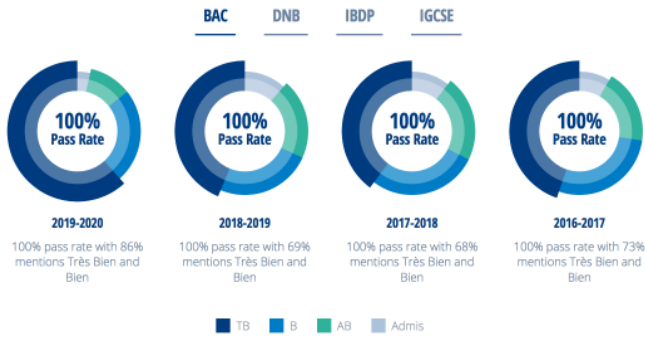 BAC DNB IBDP IGCSE
100% 100% 100% 100%
Pass Rate Pass Rate Pass Rate Pass Rate
2019-2020 2018-2019 2017-2018 2016-2017
100% pass rate with 86% 100% pass rate with 69% 100% pass rate with 68% 100% pass rate with 73%
mentions Très Bien and mentions Très Bien and mentions Très Bien and mentions Très Bien and
Bien Bien Bien Bien
TB B AB Admis